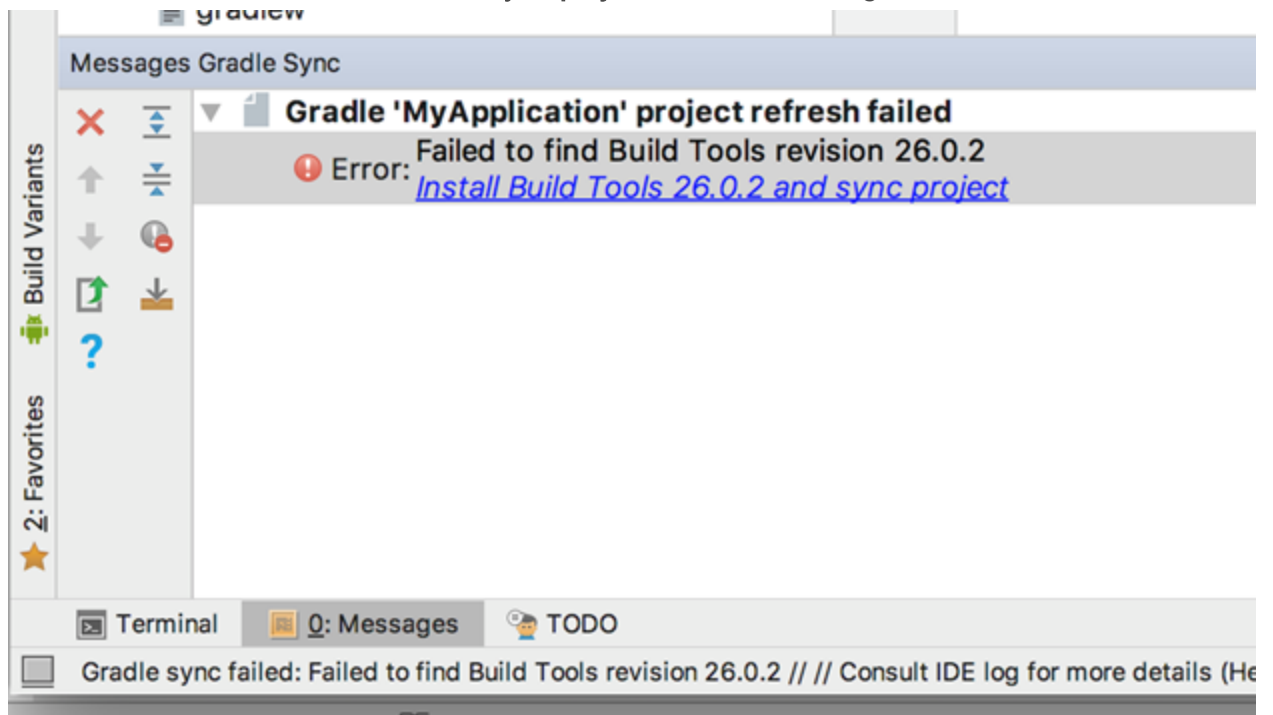 gradlew
Messages Gradle Sync
Gradle 'MyApplication' project refresh failed
Error: Failed to find Build Tools revision 26.0.2
Install Build Tools 26.0.2 and sync project
Build Variants
2: Favorites
Terminal
0: Messages
TODO
Gradle sync failed: Failed to find Build Tools revision 26.0.2 // // Consult IDE log for more details (He